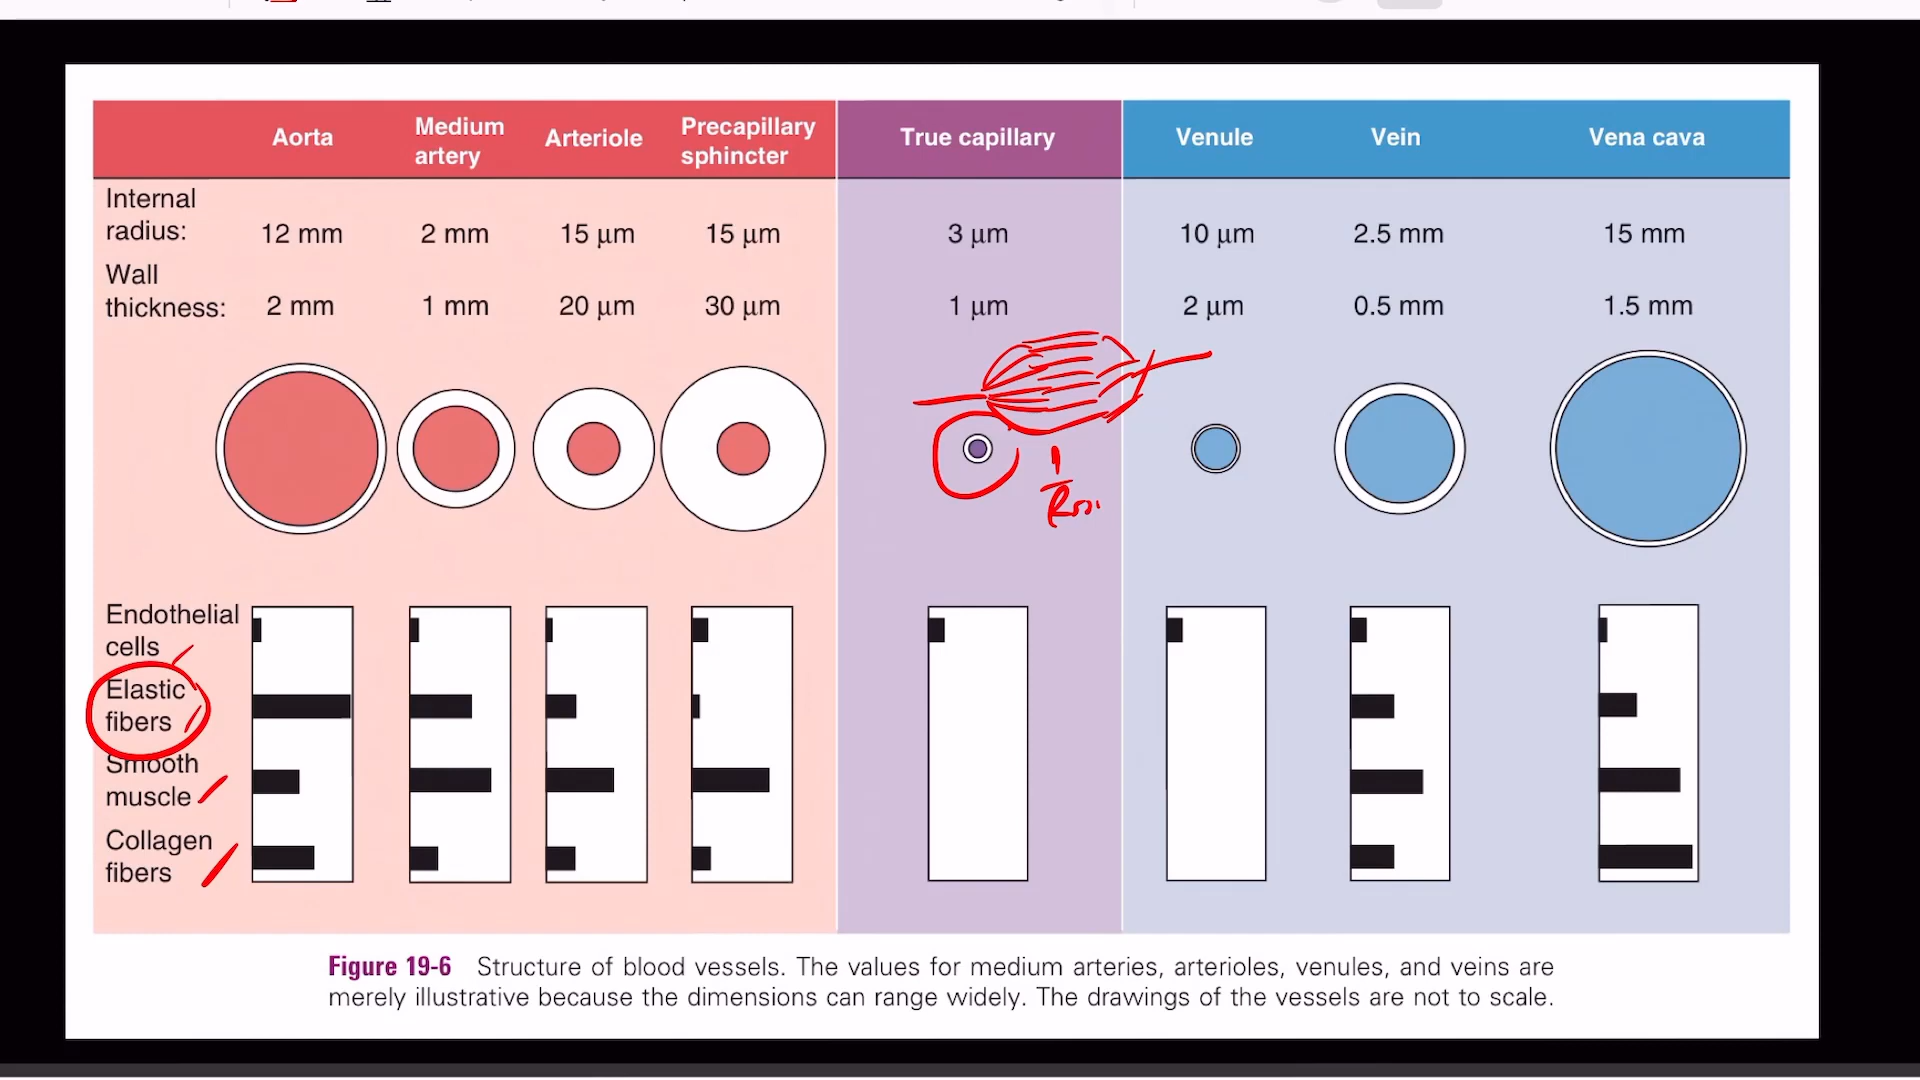 Aorta
Medium artery
Arteriole
Precapillary sphincter
True capillary
Venule
Vein
Vena cava
Internal radius:
12 mm
2 mm
15 μm
15 μm
3 μm
10 μm
2.5 mm
15 mm
Wall thickness:
2 mm
1 mm
20 μm
30 μm
1 μm
2 μm
0.5 mm
1.5 mm
1
Endothelial cells
Elastic fibers
Smooth muscle
Collagen fibers
Figure 19-6 Structure of blood vessels. The values for medium arteries, arterioles, venules, and veins are
merely illustrative because the dimensions can range widely. The drawings of the vessels are not to scale.